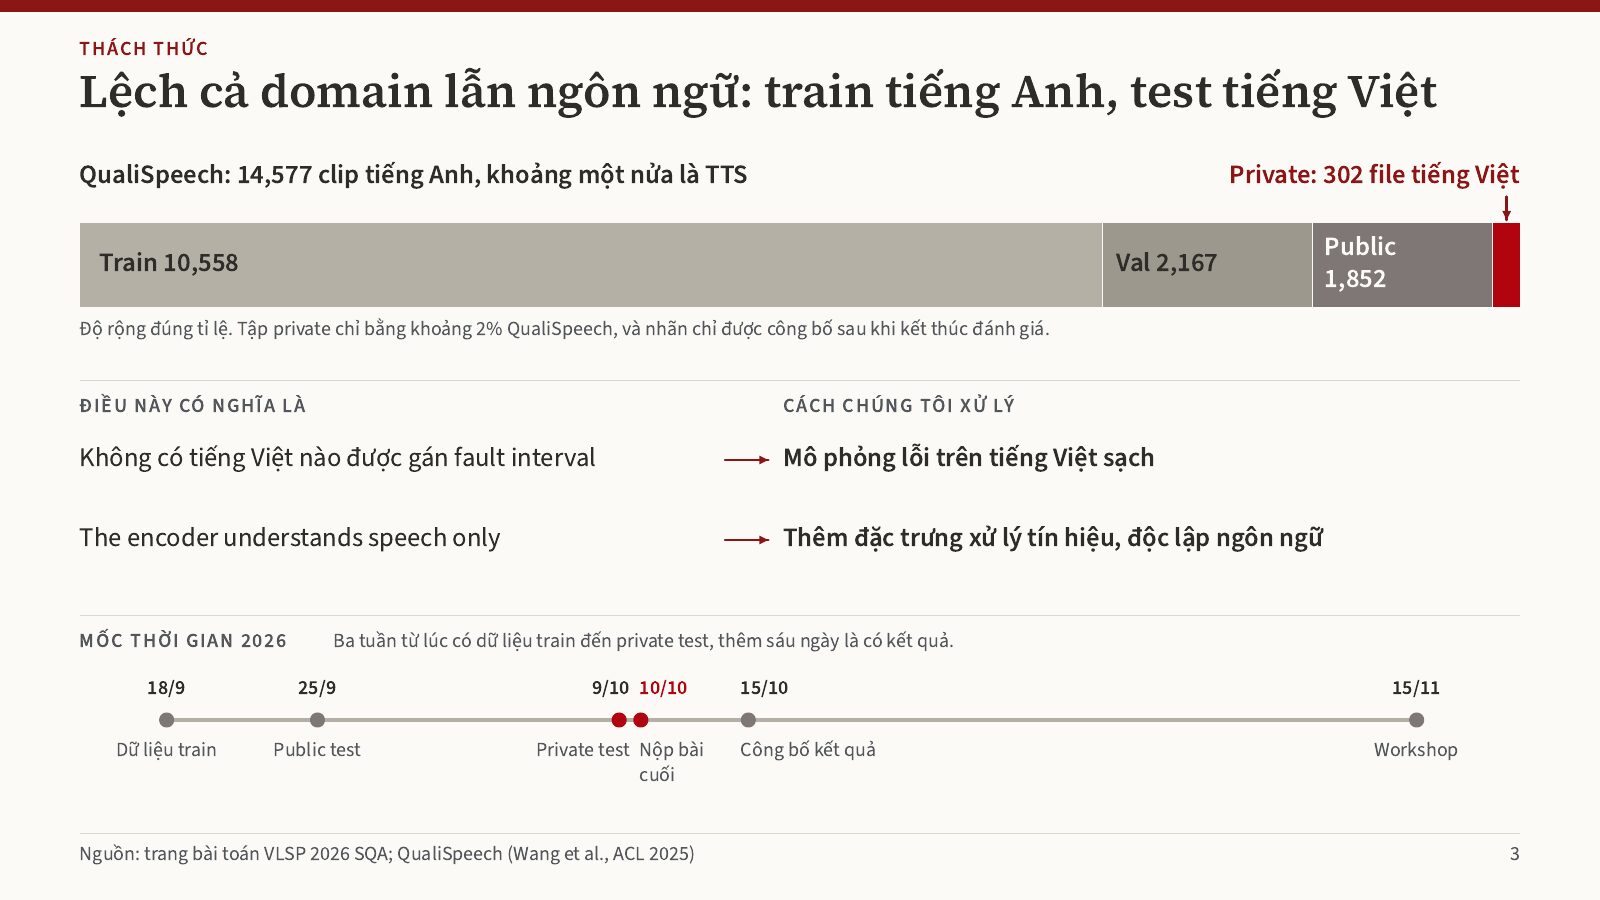 THÁCH THỨC
Lệch cả domain lẫn ngôn ngữ: train tiếng Anh, test tiếng Việt
QualiSpeech: 14,577 clip tiếng Anh, khoảng một nửa là TTS
Private: 302 file tiếng Việt
Train 10,558
Val 2,167
Public
1,852
Độ rộng đúng tỉ lệ. Tập private chỉ bằng khoảng 2% QualiSpeech, và nhãn chỉ được công bố sau khi kết thúc đánh giá.
ĐIỀU NÀY CÓ NGHĨA LÀ
CÁCH CHÚNG TÔI XỬ LÝ
Không có tiếng Việt nào được gán fault interval
Mô phỏng lỗi trên tiếng Việt sạch
The encoder understands speech only
Thêm đặc trưng xử lý tín hiệu, độc lập ngôn ngữ
MỐC THỜI GIAN 2026
Ba tuần từ lúc có dữ liệu train đến private test, thêm sáu ngày là có kết quả.
18/9
25/9
9/10
10/10
15/10
15/11
Dữ liệu train
Public test
Private test
Nộp bài
cuối
Công bố kết quả
Workshop
Nguồn: trang bài toán VLSP 2026 SQA; QualiSpeech (Wang et al., ACL 2025)
3